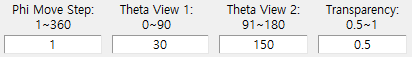 Phi Move Step: Theta View 1: Theta View 2: Transparency:
1~360 0~90 91~180 0.5~1
1 30 150 0.5